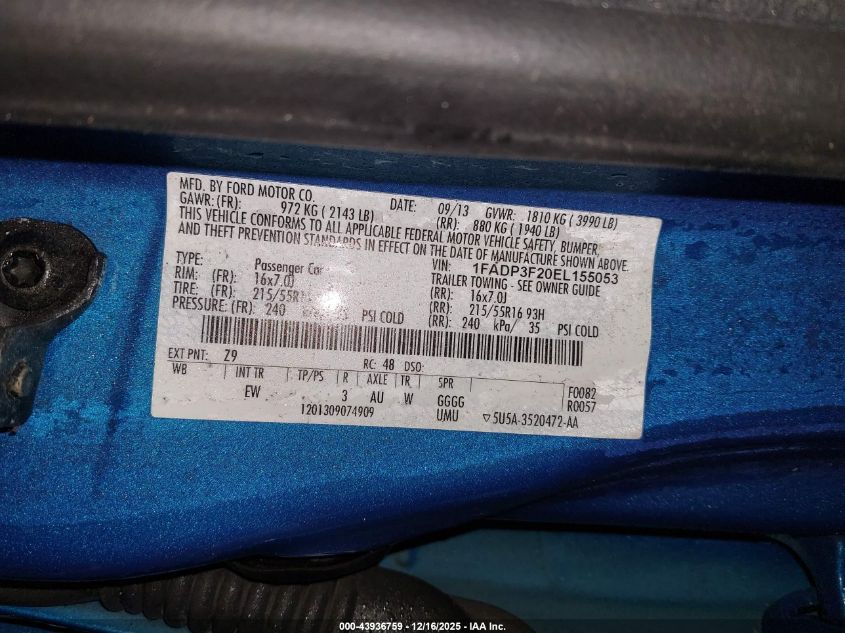 MFD. BY FORD MOTOR CO. DATE: 09/13 GVWR: 1810 KG ( 3990 LB)
GAWR: (FR): 972 KG ( 2143 LB) (RR): 880 KG ( 1940 LB)
THIS VEHICLE CONFORMS TO ALL APPLICABLE FEDERAL MOTOR VEHICLE SAFETY, BUMPER,
AND THEFT PREVENTION STANDARDS IN EFFECT ON THE DATE OF MANUFACTURE SHOWN ABOVE.
VIN: 1FADP3F20EL155053
TYPE: Passenger Car TRAILER TOWING - SEE OWNER GUIDE
RIM: (FR): 16x7.0J (RR): 16x7.0J
TIRE: (FR): 215/55R16 (RR): 215/55R16 93H
PRESSURE: (FR): 240 PSI COLD (RR): 240 kPa/ 35 PSI COLD
EXT PNT: Z9 RC: 48 DSO:
WB INT TR TP/PS R AXLE TR SPR F0082
EW 3 AU W GGGG R0057
1201309074909 UMU ▽5U5A-3520472-AA
000-43936759 - 12/16/2025 - IAA Inc.